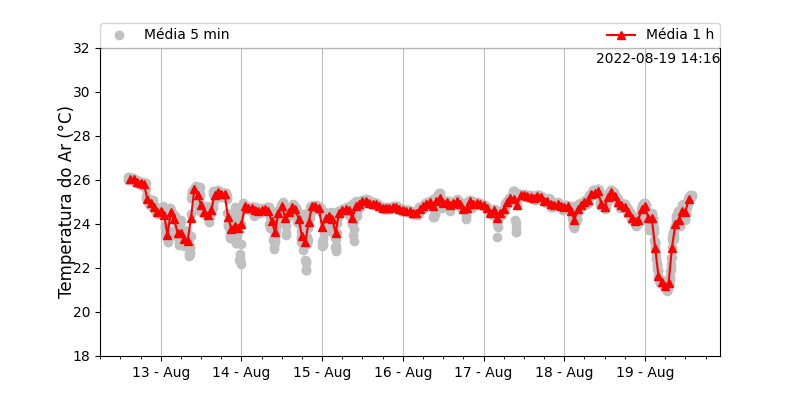 Média 5 min
Média 1 h
2022-08-19 14:16
Temperatura do Ar (°C)
32
30
28
26
24
22
20
18
13 - Aug
14 - Aug
15 - Aug
16 - Aug
17 - Aug
18 - Aug
19 - Aug